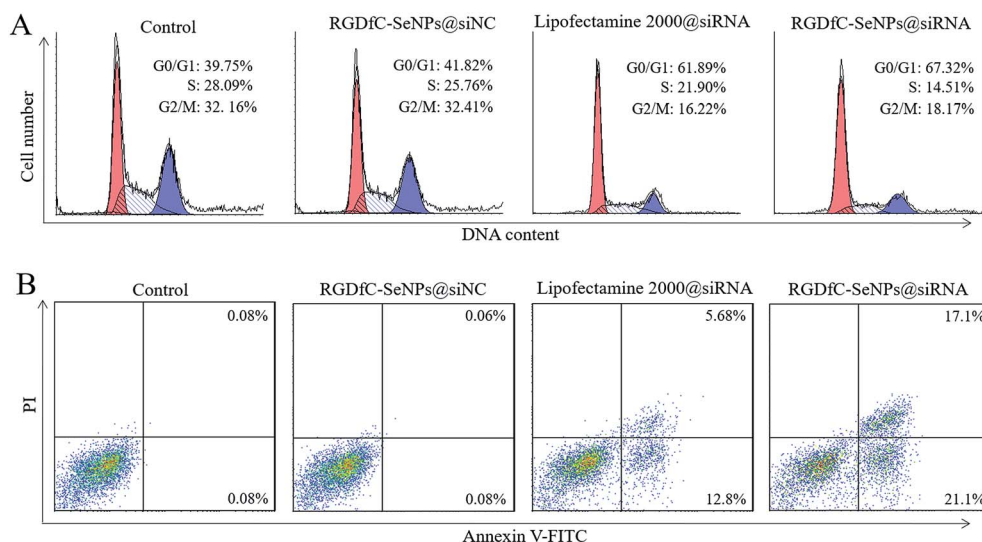 A
Control
RGDfC-SeNPs@siNC
Lipofectamine 2000@siRNA
RGDfC-SeNPs@siRNA
Cell number
G0/G1: 39.75%
S: 28.09%
G2/M: 32. 16%
G0/G1: 41.82%
S: 25.76%
G2/M: 32.41%
G0/G1: 61.89%
S: 21.90%
G2/M: 16.22%
G0/G1: 67.32%
S: 14.51%
G2/M: 18.17%
DNA content
B
Control
RGDfC-SeNPs@siNC
Lipofectamine 2000@siRNA
RGDfC-SeNPs@siRNA
PI
0.08%
0.06%
5.68%
17.1%
0.08%
0.08%
12.8%
21.1%
Annexin V-FITC